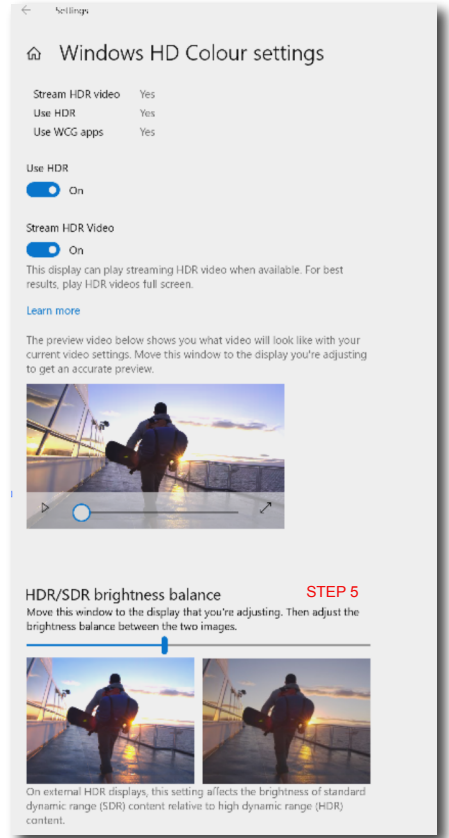 Settings
Windows HD Colour settings
Stream HDR video Yes
Use HDR Yes
Use WCG apps Yes
Use HDR
On
Stream HDR Video
On
This display can play streaming HDR video when available. For best
results, play HDR videos full screen.
Learn more
The preview video below shows you what video will look like with your
current video settings. Move this window to the display you're adjusting
to get an accurate preview.
HDR/SDR brightness balance STEP 5
Move this window to the display that you're adjusting. Then adjust the
brightness balance between the two images.
On external HDR displays, this setting affects the brightness of standard
dynamic range (SDR) content relative to high dynamic range (HDR)
content.